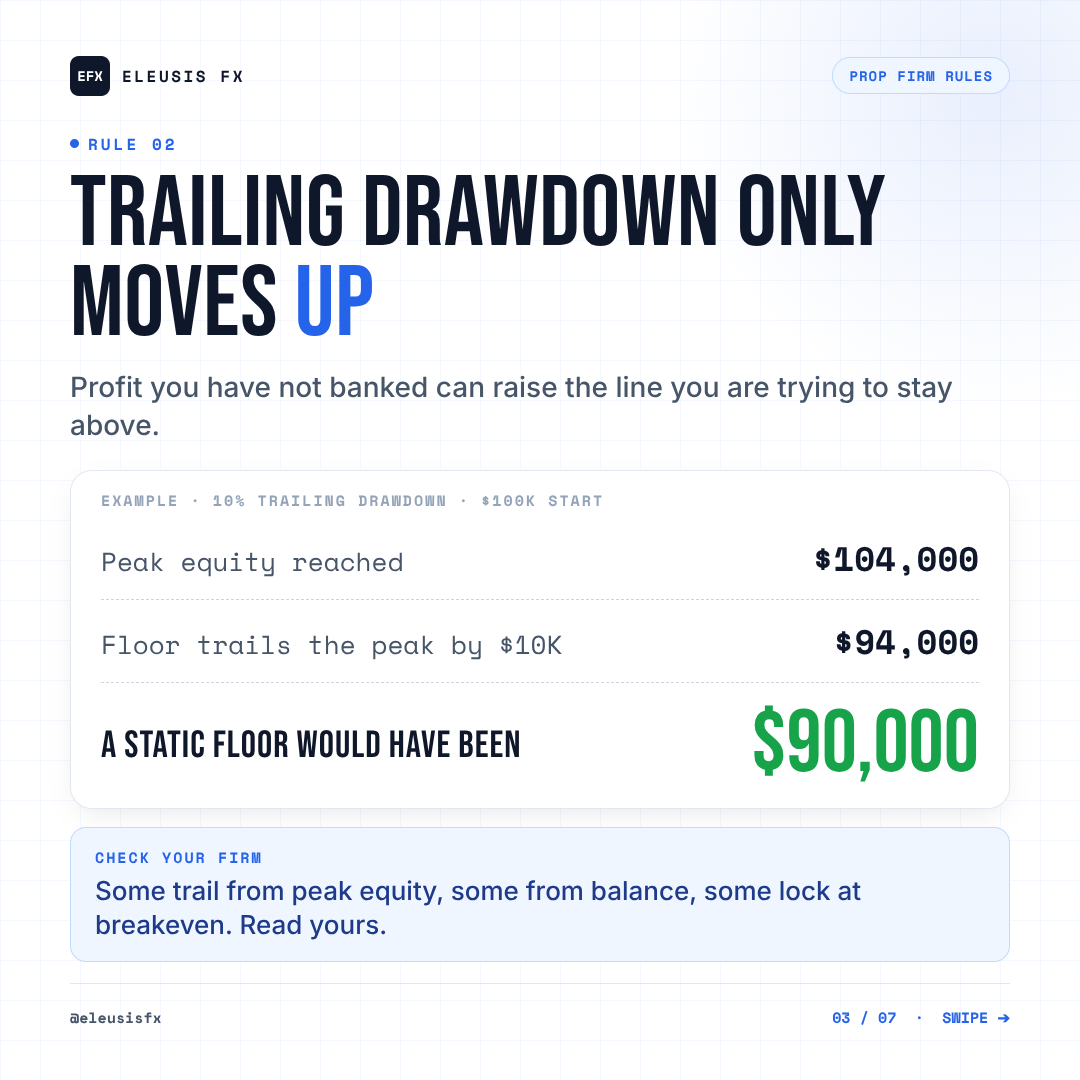 EFX ELEUSIS FX
PROP FIRM RULES
RULE 02
TRAILING DRAWDOWN ONLY
MOVES UP
Profit you have not banked can raise the line you are trying to stay
above.
EXAMPLE · 10% TRAILING DRAWDOWN · $100K START
Peak equity reached $104,000
Floor trails the peak by $10K $94,000
A STATIC FLOOR WOULD HAVE BEEN $90,000
CHECK YOUR FIRM
Some trail from peak equity, some from balance, some lock at
breakeven. Read yours.
@eleusisfx 03 / 07 · SWIPE ➔